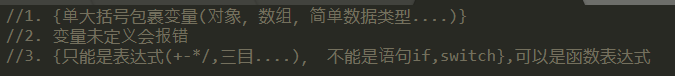 //1. {单大括号包裹变量(对象, 数组, 简单数据类型....)}
//2. 变量未定义会报错
//3. {只能是表达式(+-*/,三目....), 不能是语句if,switch},可以是函数表达式